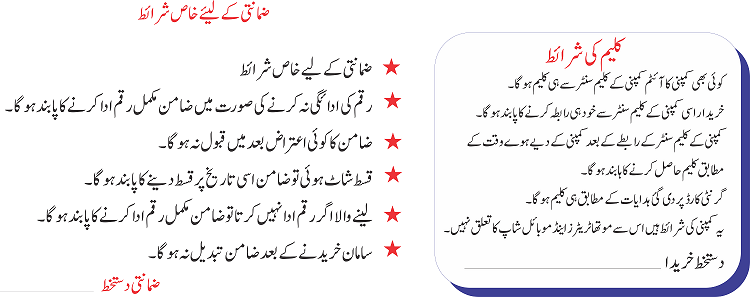 کلیم کی شرائط
کوئی بھی کمپنی کا آئٹم کمپنی کے کلیم سنٹر سے ہی کلیم ہو گا۔
خریدار اسی کمپنی کے کلیم سنٹر سے خود ہی رابطہ کرنے کا پابند ہو گا۔
کمپنی کے کلیم سنٹر کے رابطے کے بعد کمپنی کے دیے ہوے وقت کے
مطابق کلیم حاصل کرنے کا پابند ہو گا۔
گرنٹی کارڈ پر دی گئی ہدایات کے مطابق ہی کلیم ہو گا۔
یہ کمپنی کی شرائط ہیں اس سے موتھا ٹریٹرز اینڈ موبائل شاپ کا تعلق نہیں۔
دستخط خریدا
ضمانتی کے لیئے خاص شرائط
ضمانتی کے لیے خاص شرائط
رقم کی ادائگی نہ کرنے کی صورت میں ضامن مکمل رقم ادا کرنے کا پابند ہو گا۔
ضامن کا کوئی اعتراض بعد میں قبول نہ ہو گا۔
قسط شاٹ ہوئی تو ضامن اسی تاریخ پر قسط دینے کا پابند ہو گا۔
لینے والا اگر رقم ادا نہیں کرتا تو ضامن مکمل رقم ادا کرنے کا پابند ہو گا۔
سامان خریدنے کے بعد ضامن تبدیل نہ ہو گا۔
ضمانتی دستخط